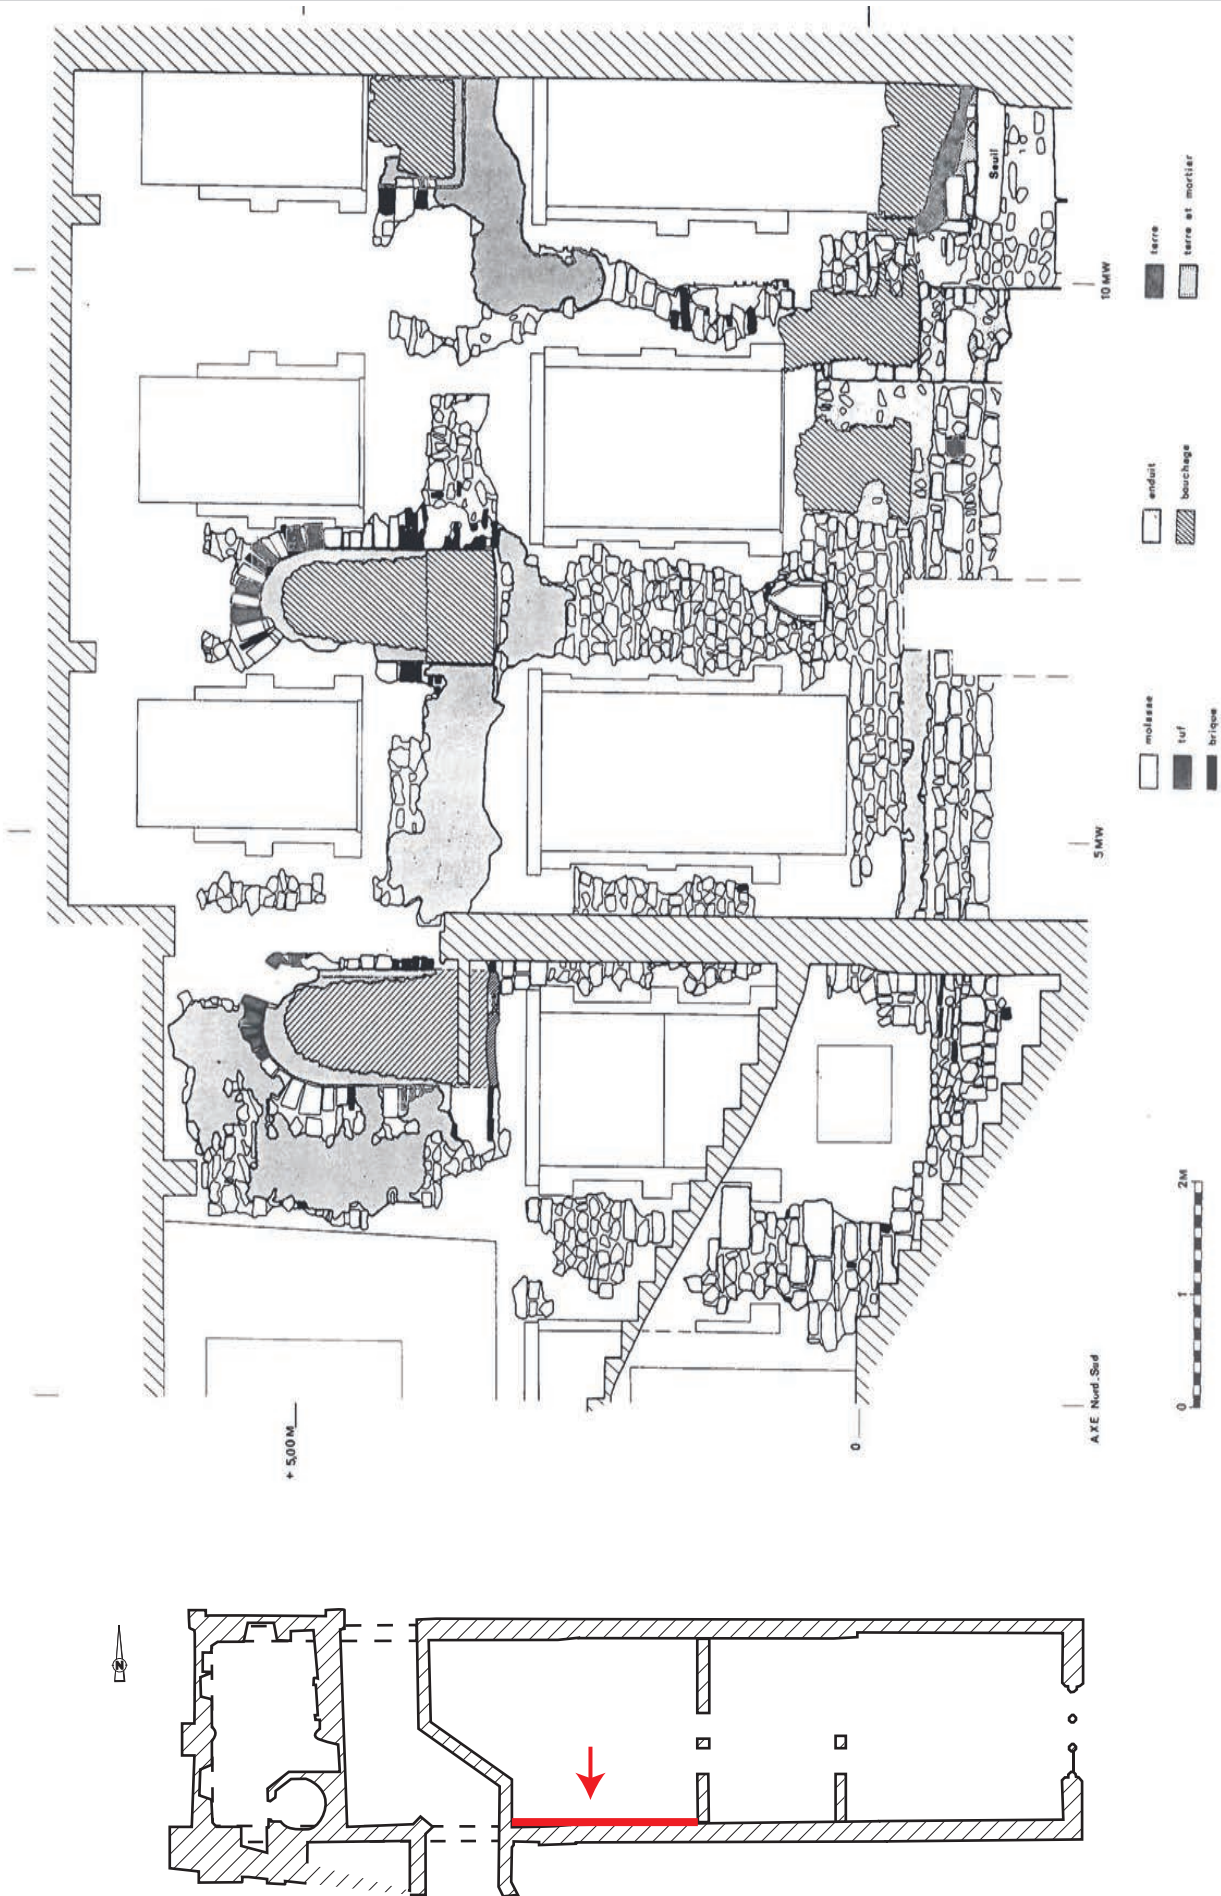 Seuil
10 MW
terre
terre et mortier
enduit
bouchage
5 MW
molasse
tuf
brique
+ 5,00 M
0
AXE Nord.Sud
0
1
2M
N